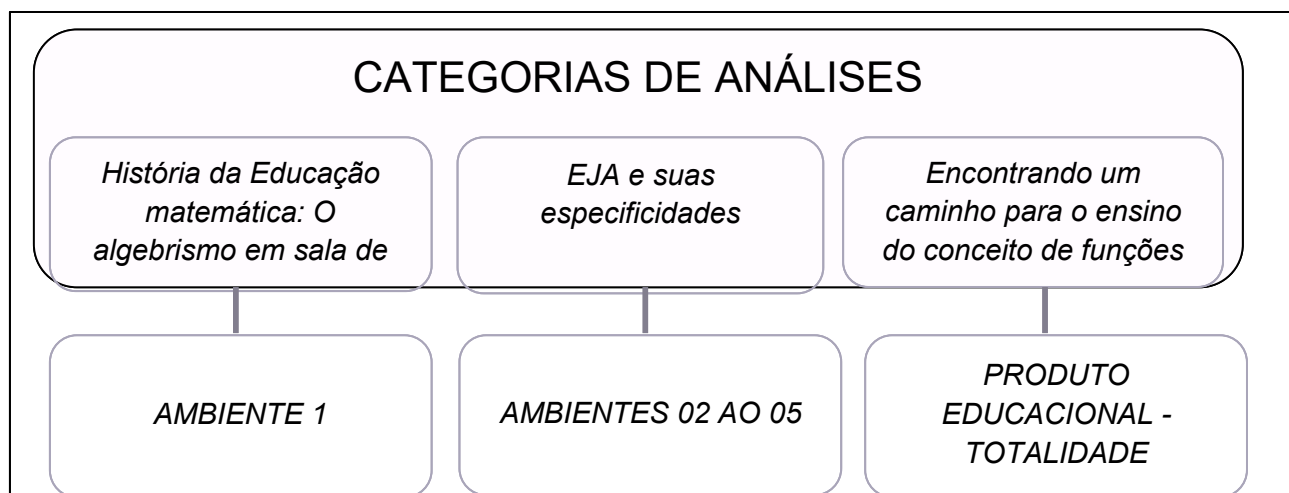 CATEGORIAS DE ANÁLISES
História da Educação
matemática: O
algebrismo em sala de
EJA e suas
especificidades
Encontrando um
caminho para o ensino
do conceito de funções
AMBIENTE 1
AMBIENTES 02 AO 05
PRODUTO
EDUCACIONAL -
TOTALIDADE